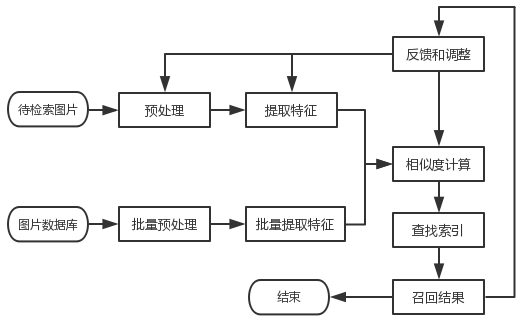 反馈和调整
待检索图片
预处理
提取特征
相似度计算
图片数据库
批量预处理
批量提取特征
查找索引
结束
召回结果